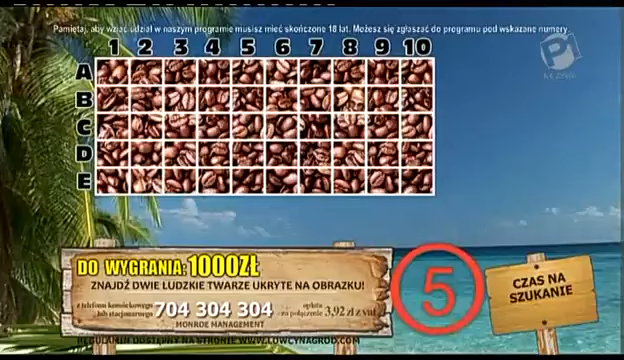 Pamiętaj, aby wziąć udział w naszym programie musisz mieć skończone 18 lat. Możesz się zgłaszać do programu pod wskazane numery
1 2 3 4 5 6 7 8 9 10
A
B
C
D
E
DO WYGRANIA: 1000ZŁ
ZNAJDŹ DWIE LUDZKIE TWARZE UKRYTE NA OBRAZKU!
z telefonu komórkowego
lub stacjonarnego 704 304 304 opłata
za połączenie 3,92 zł z vat
MONROE MANAGEMENT
REGULAMIN DOSTĘPNY NA STRONIE WWW.LOWCYNAGROD.COM
5
CZAS NA
SZUKANIE
P